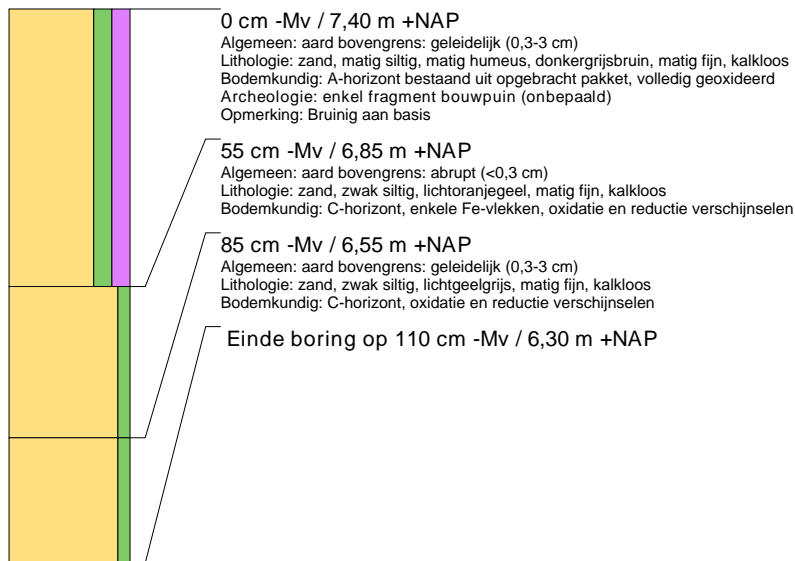 0 cm -Mv / 7,40 m +NAP
Algemeen: aard bovengrens: geleidelijk (0,3-3 cm)
Lithologie: zand, matig siltig, matig humeus, donkergrijsbruin, matig fijn, kalkloos
Bodemkundig: A-horizont bestaand uit opgebracht pakket, volledig geoxideerd
Archeologie: enkel fragment bouwpuin (onbepaald)
Opmerking: Bruinig aan basis
55 cm -Mv / 6,85 m +NAP
Algemeen: aard bovengrens: abrupt (<0,3 cm)
Lithologie: zand, zwak siltig, lichtoranjegeel, matig fijn, kalkloos
Bodemkundig: C-horizont, enkele Fe-vlekken, oxidatie en reductie verschijnselen
85 cm -Mv / 6,55 m +NAP
Algemeen: aard bovengrens: geleidelijk (0,3-3 cm)
Lithologie: zand, zwak siltig, lichtgeelgrijs, matig fijn, kalkloos
Bodemkundig: C-horizont, oxidatie en reductie verschijnselen
Einde boring op 110 cm -Mv / 6,30 m +NAP